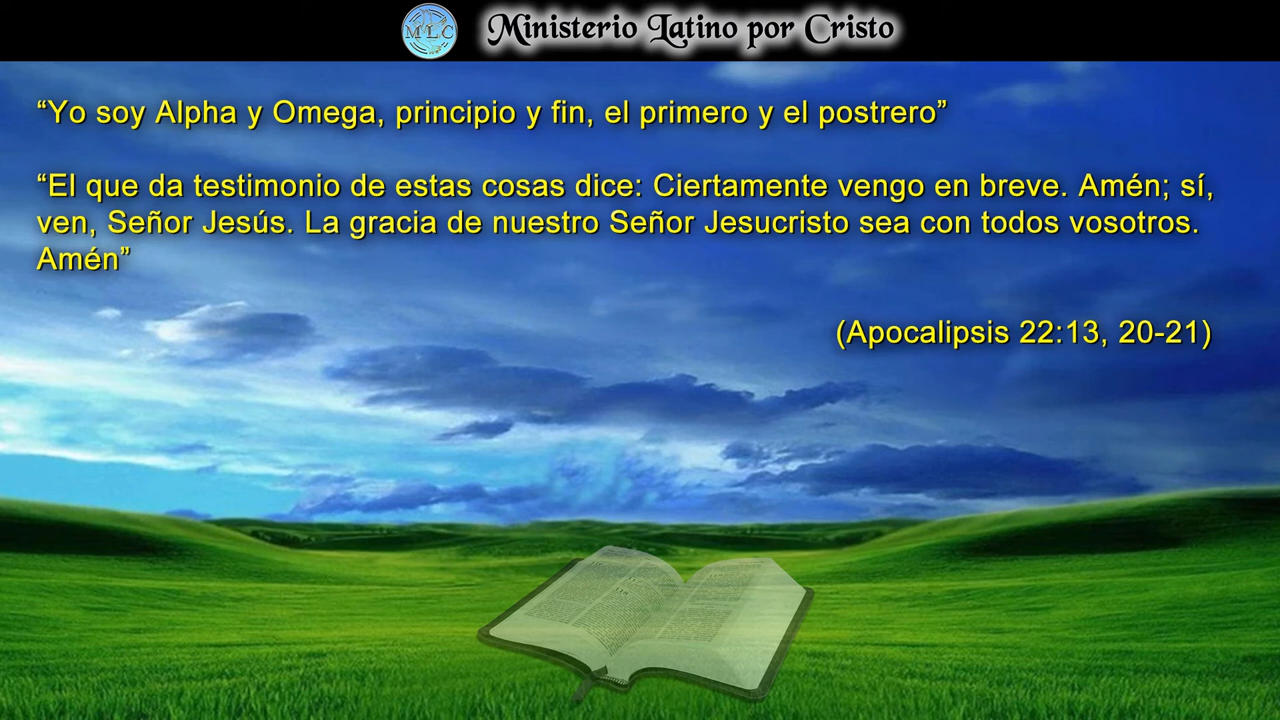 MLC
Ministerio Latino por Cristo
“Yo soy Alpha y Omega, principio y fin, el primero y el postrero”
“El que da testimonio de estas cosas dice: Ciertamente vengo en breve. Amén; sí,
ven, Señor Jesús. La gracia de nuestro Señor Jesucristo sea con todos vosotros.
Amén”
(Apocalipsis 22:13, 20-21)